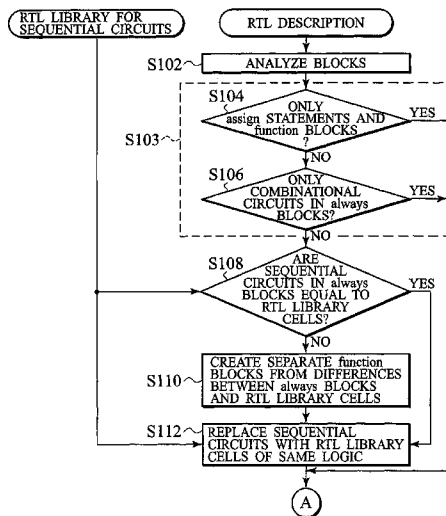 RTL LIBRARY FOR
SEQUENTIAL CIRCUITS
RTL DESCRIPTION
S102
ANALYZE BLOCKS
S104
ONLY
assign STATEMENTS AND
function BLOCKS
?
YES
S103
NO
S106
ONLY
COMBINATIONAL
CIRCUITS IN always
BLOCKS?
YES
NO
S108
ARE
SEQUENTIAL
CIRCUITS IN always
BLOCKS EQUAL TO
RTL LIBRARY
CELLS?
YES
NO
S110
CREATE SEPARATE function
BLOCKS FROM DIFFERENCES
BETWEEN always BLOCKS
AND RTL LIBRARY CELLS
S112
REPLACE SEQUENTIAL
CIRCUITS WITH RTL LIBRARY
CELLS OF SAME LOGIC
A